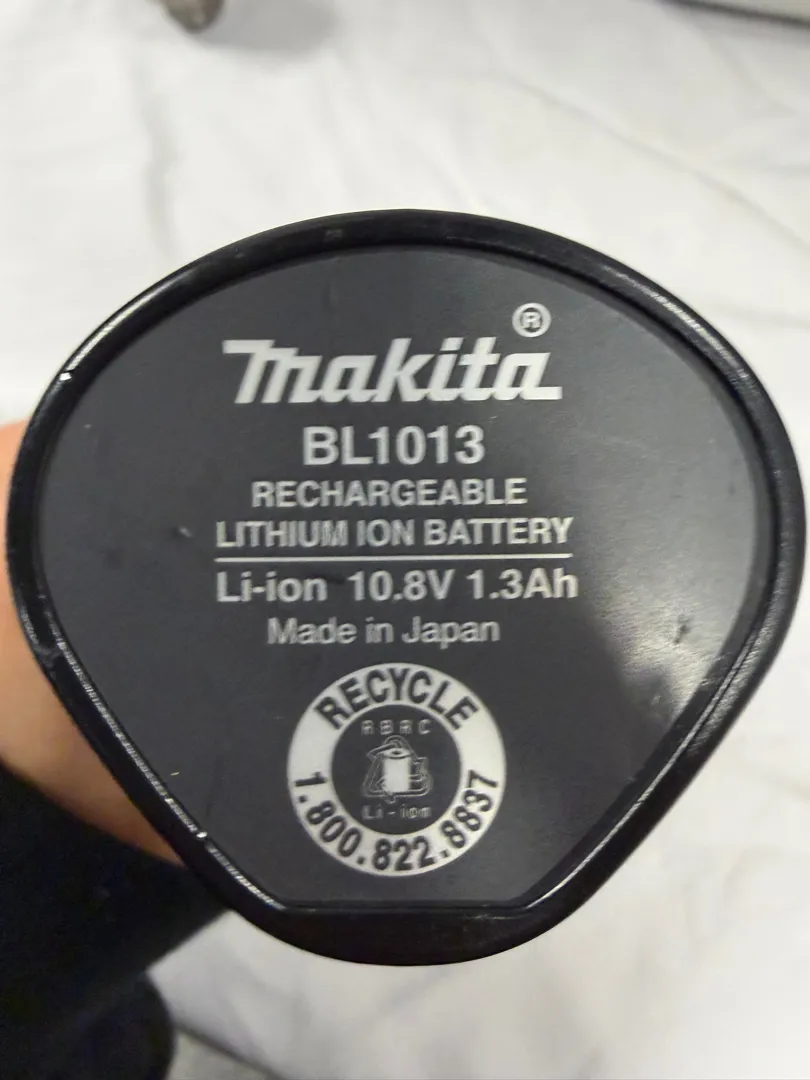 makita®
BL1013
RECHARGEABLE
LITHIUM ION BATTERY
Li-ion 10.8V 1.3Ah
Made in Japan
RECYCLE
RBRC
Li-ion
1.800.822.8837